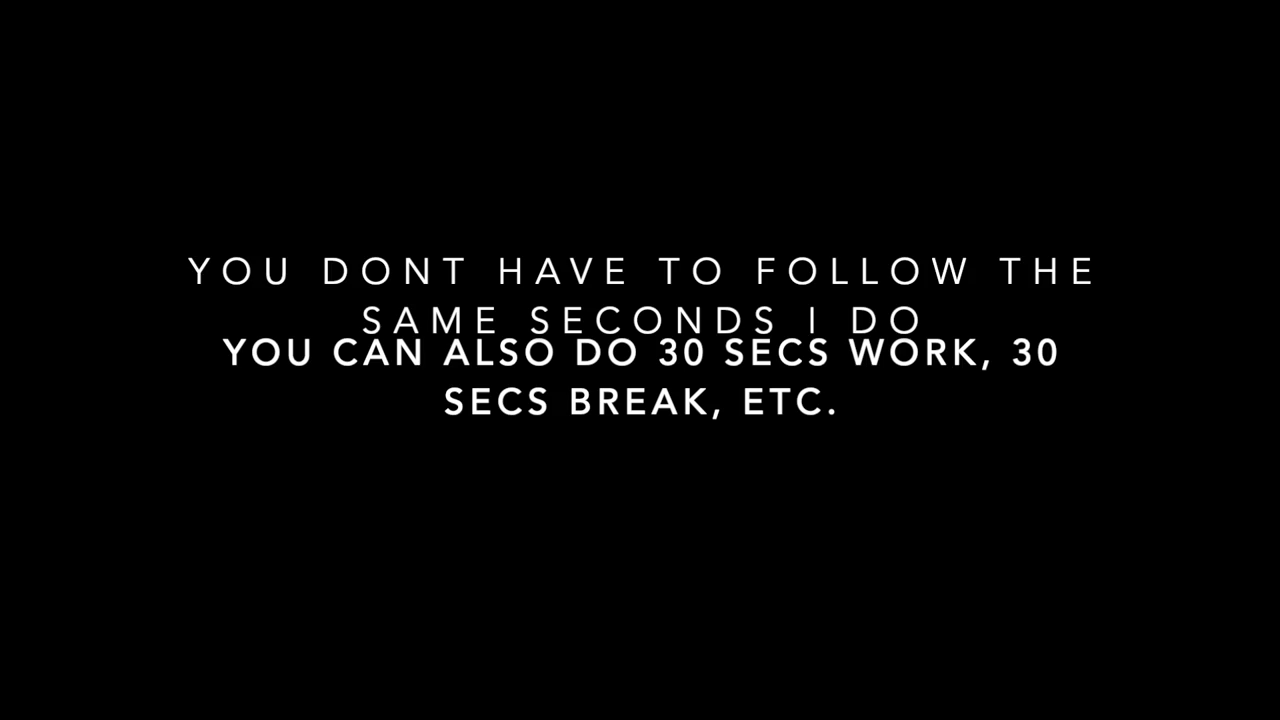 YOU DONT HAVE TO FOLLOW THE
SAME SECONDS I DO
YOU CAN ALSO DO 30 SECS WORK, 30
SECS BREAK, ETC.